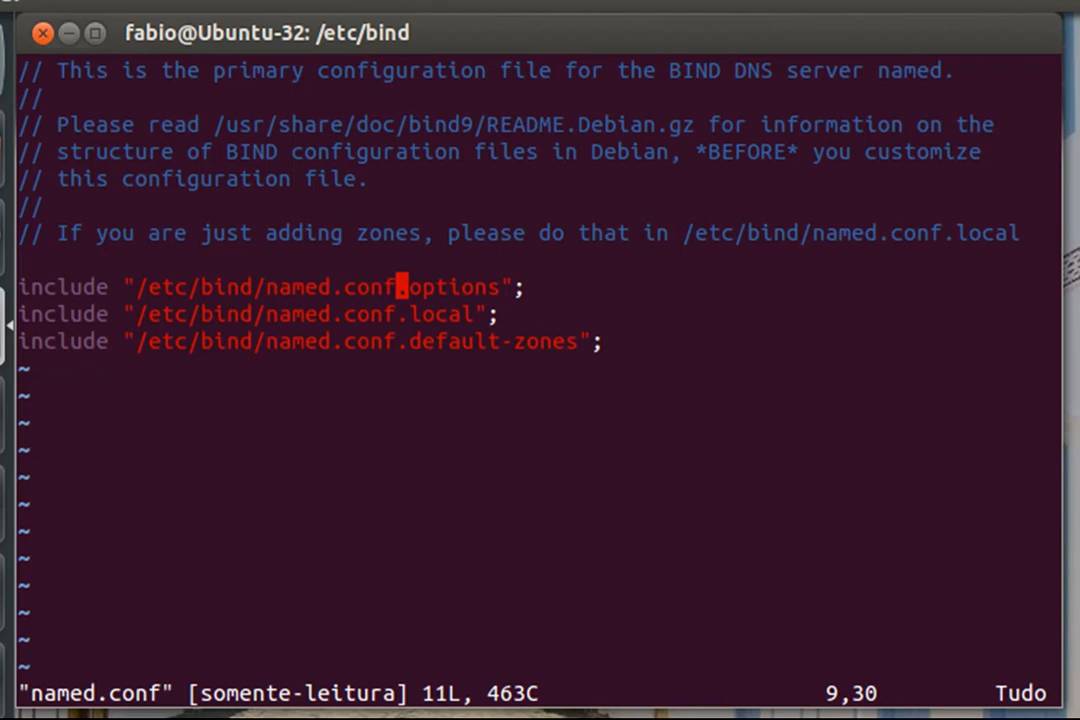 fabio@Ubuntu-32: /etc/bind
// This is the primary configuration file for the BIND DNS server named.
//
// Please read /usr/share/doc/bind9/README.Debian.gz for information on the
// structure of BIND configuration files in Debian, *BEFORE* you customize
// this configuration file.
//
// If you are just adding zones, please do that in /etc/bind/named.conf.local
include "/etc/bind/named.conf.options";
include "/etc/bind/named.conf.local";
include "/etc/bind/named.conf.default-zones";
~
~
~
~
~
~
~
~
~
~
~
~
"named.conf" [somente-leitura] 11L, 463C 9,30 Tudo